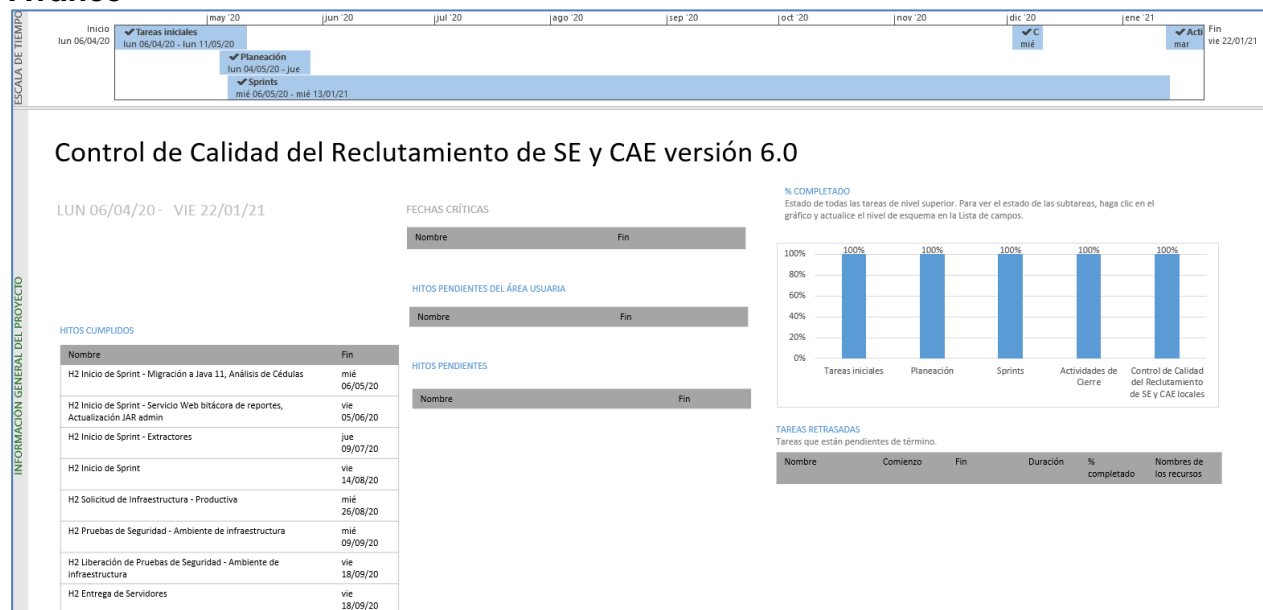 may '20 jun '20 jul '20 ago '20 sep '20 oct '20 nov '20 dic '20 ene '21
ESCALA DE TIEMPO
Inicio
lun 06/04/20
✔Tareas iniciales
lun 06/04/20 - lun 11/05/20
✔Planeación
lun 04/05/20 - jue
✔Sprints
mié 06/05/20 - mié 13/01/21
✔C
mié
✔Acti
mar
Fin
vie 22/01/21
INFORMACIÓN GENERAL DEL PROYECTO
Control de Calidad del Reclutamiento de SE y CAE versión 6.0
LUN 06/04/20 - VIE 22/01/21
HITOS CUMPLIDOS
Nombre Fin
H2 Inicio de Sprint - Migración a Java 11, Análisis de Cédulas mié
06/05/20
H2 Inicio de Sprint - Servicio Web bitácora de reportes, vie
Actualización JAR admin 05/06/20
H2 Inicio de Sprint - Extractores jue
09/07/20
H2 Inicio de Sprint vie
14/08/20
H2 Solicitud de Infraestructura - Productiva mié
26/08/20
H2 Pruebas de Seguridad - Ambiente de infraestructura mié
09/09/20
H2 Liberación de Pruebas de Seguridad - Ambiente de vie
infraestructura 18/09/20
H2 Entrega de Servidores vie
18/09/20
FECHAS CRÍTICAS
Nombre Fin
HITOS PENDIENTES DEL ÁREA USUARIA
Nombre Fin
HITOS PENDIENTES
Nombre Fin
% COMPLETADO
Estado de todas las tareas de nivel superior. Para ver el estado de las subtareas, haga clic en el
gráfico y actualice el nivel de esquema en la Lista de campos.
100% 100% 100% 100% 100%
100%
80%
60%
40%
20%
0%
Tareas iniciales Planeación Sprints Actividades de Control de Calidad
Cierre del Reclutamiento
de SE y CAE locales
TAREAS RETRASADAS
Tareas que están pendientes de término.
Nombre Comienzo Fin Duración % Nombres de
completado los recursos